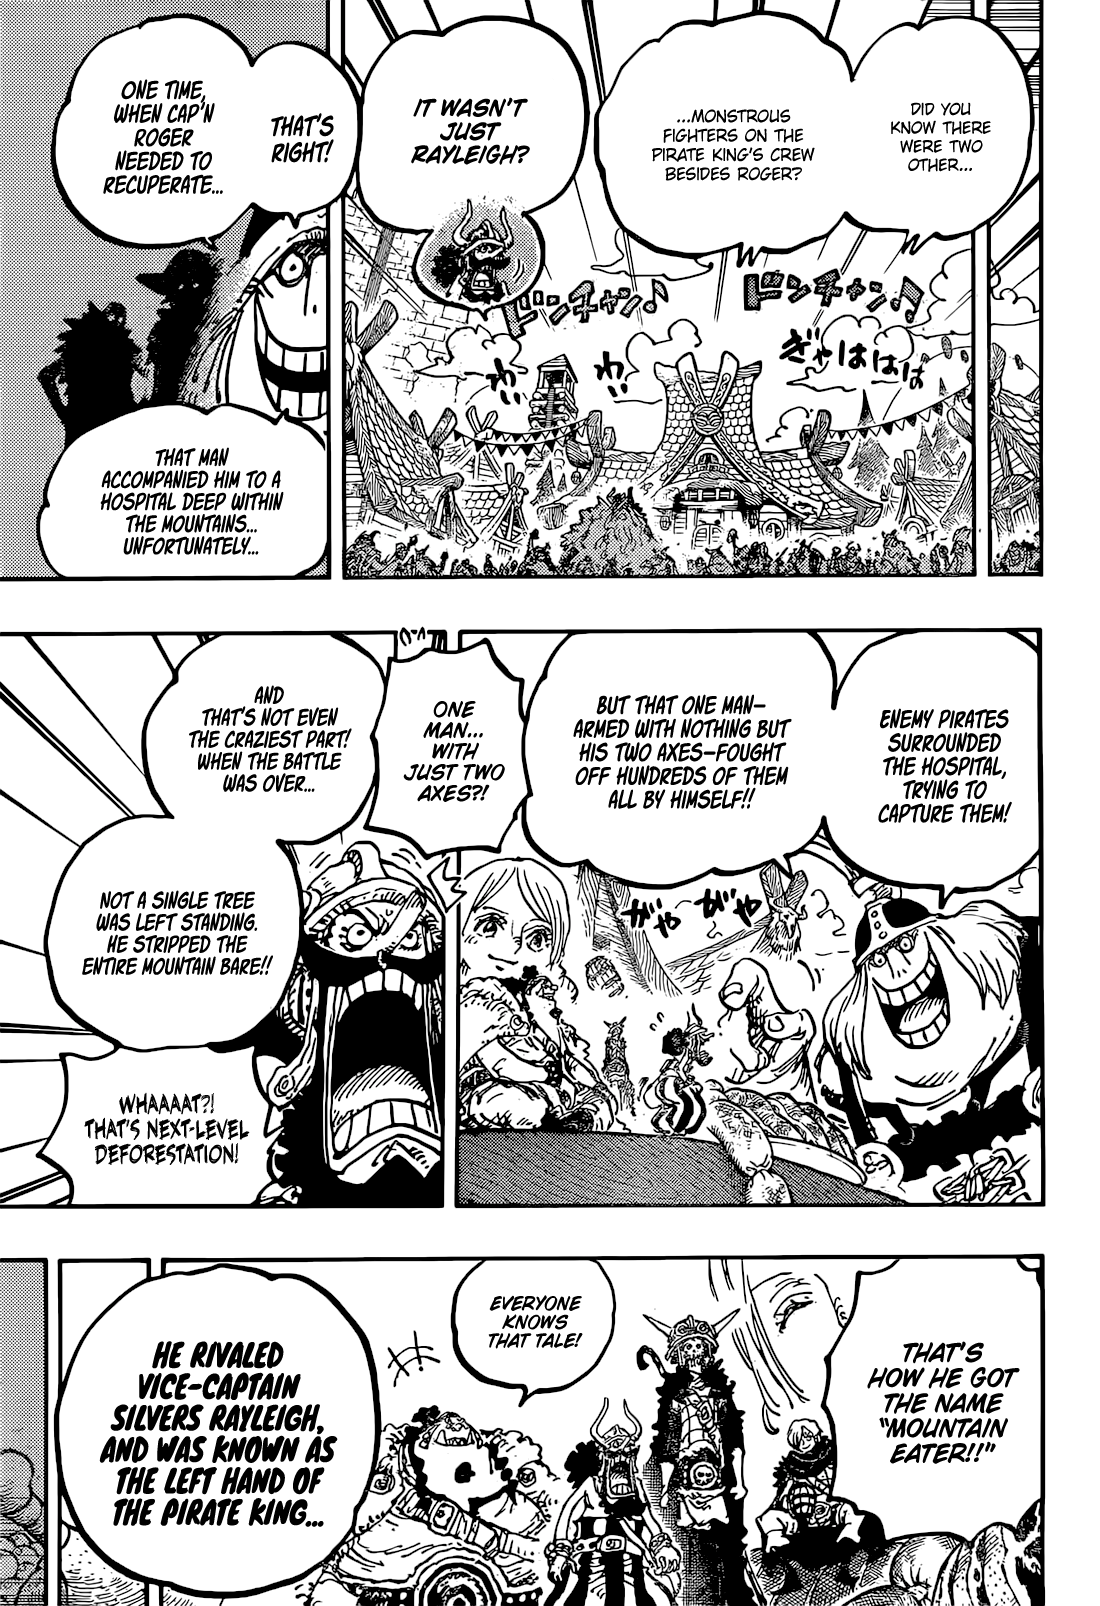 DID YOU
KNOW THERE
WERE TWO
OTHER...
...MONSTROUS
FIGHTERS ON THE
PIRATE KING'S CREW
BESIDES ROGER?
IT WASN'T
JUST
RAYLEIGH?
ドンチャン♪
ドンチャン♪
ぎゃははは
わい
わい
THAT'S
RIGHT!
ONE TIME,
WHEN CAP'N
ROGER
NEEDED TO
RECUPERATE...
THAT MAN
ACCOMPANIED HIM TO A
HOSPITAL DEEP WITHIN
THE MOUNTAINS...
UNFORTUNATELY...
ENEMY PIRATES
SURROUNDED
THE HOSPITAL,
TRYING TO
CAPTURE THEM!
BUT THAT ONE MAN—
ARMED WITH NOTHING BUT
HIS TWO AXES—FOUGHT
OFF HUNDREDS OF THEM
ALL BY HIMSELF!!
ONE
MAN...
WITH
JUST TWO
AXES?!
がや
がや
AND
THAT'S NOT EVEN
THE CRAZIEST PART!
WHEN THE BATTLE
WAS OVER...
NOT A SINGLE TREE
WAS LEFT STANDING.
HE STRIPPED THE
ENTIRE MOUNTAIN BARE!!
WHAAAAT?!
THAT'S NEXT-LEVEL
DEFORESTATION!
THAT'S
HOW HE GOT
THE NAME
"MOUNTAIN
EATER!!"
EVERYONE
KNOWS
THAT TALE!
HE RIVALED
VICE-CAPTAIN
SILVERS RAYLEIGH,
AND WAS KNOWN AS
THE LEFT HAND OF
THE PIRATE KING...